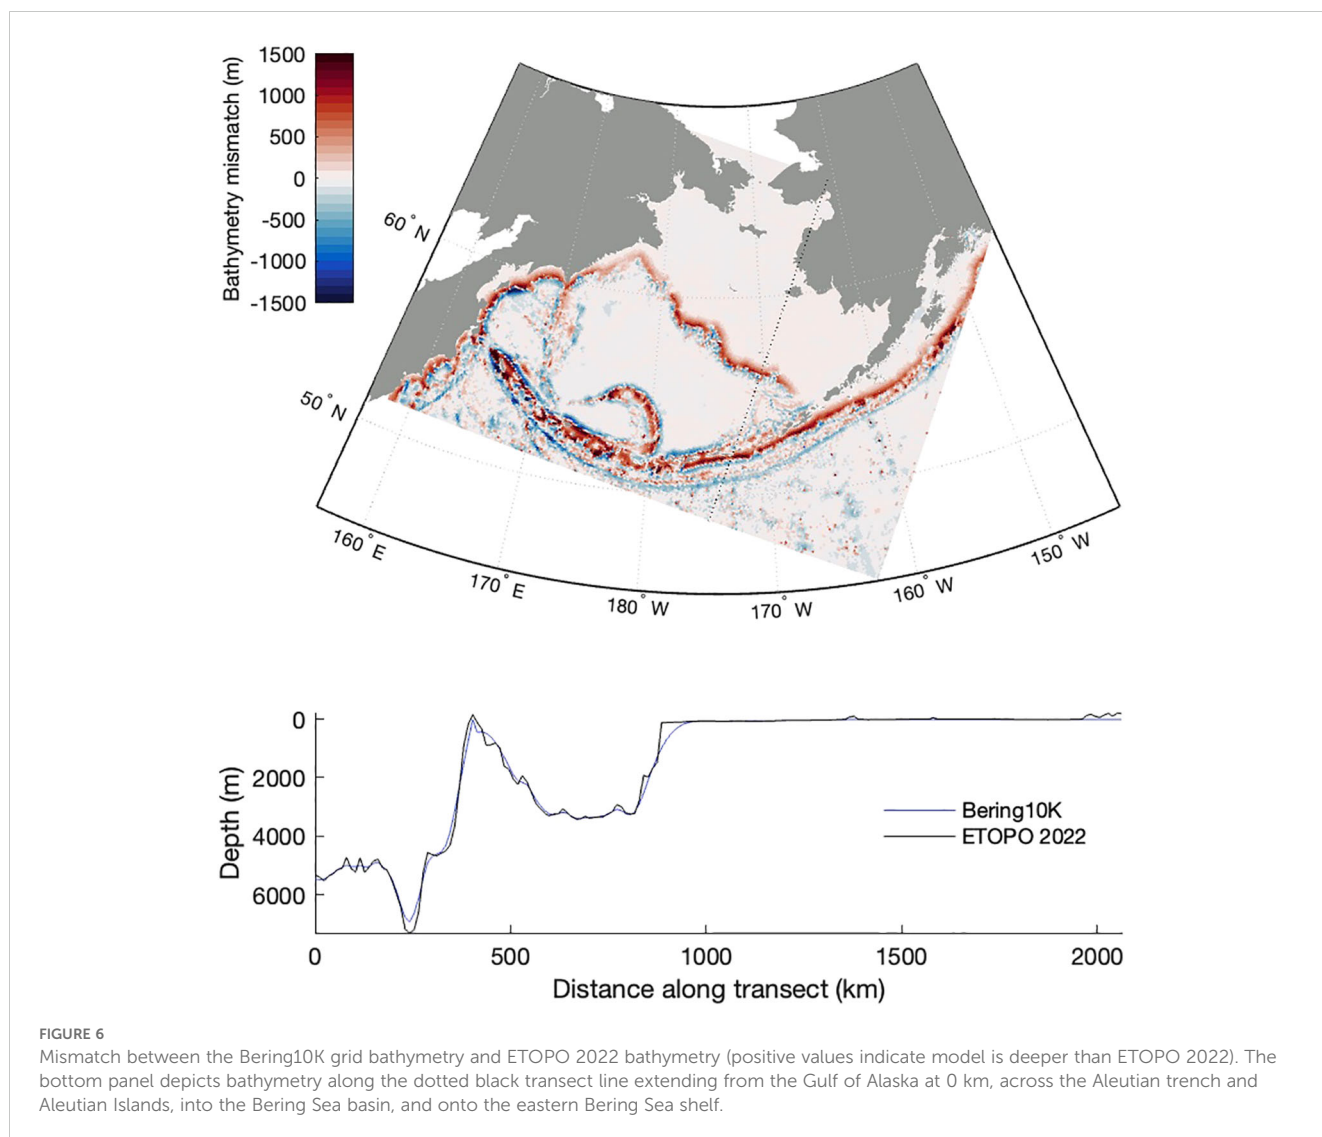 Bathymetry mismatch (m)
1500
1000
500
0
-500
-1000
-1500
60°N
50°N
160°E
170°E
180°W
170°W
160°W
150°W
Depth (m)
0
2000
4000
6000
Bering10K
ETOPO 2022
0 500 1000 1500 2000
Distance along transect (km)
FIGURE 6
Mismatch between the Bering10K grid bathymetry and ETOPO 2022 bathymetry (positive values indicate model is deeper than ETOPO 2022). The
bottom panel depicts bathymetry along the dotted black transect line extending from the Gulf of Alaska at 0 km, across the Aleutian trench and
Aleutian Islands, into the Bering Sea basin, and onto the eastern Bering Sea shelf.